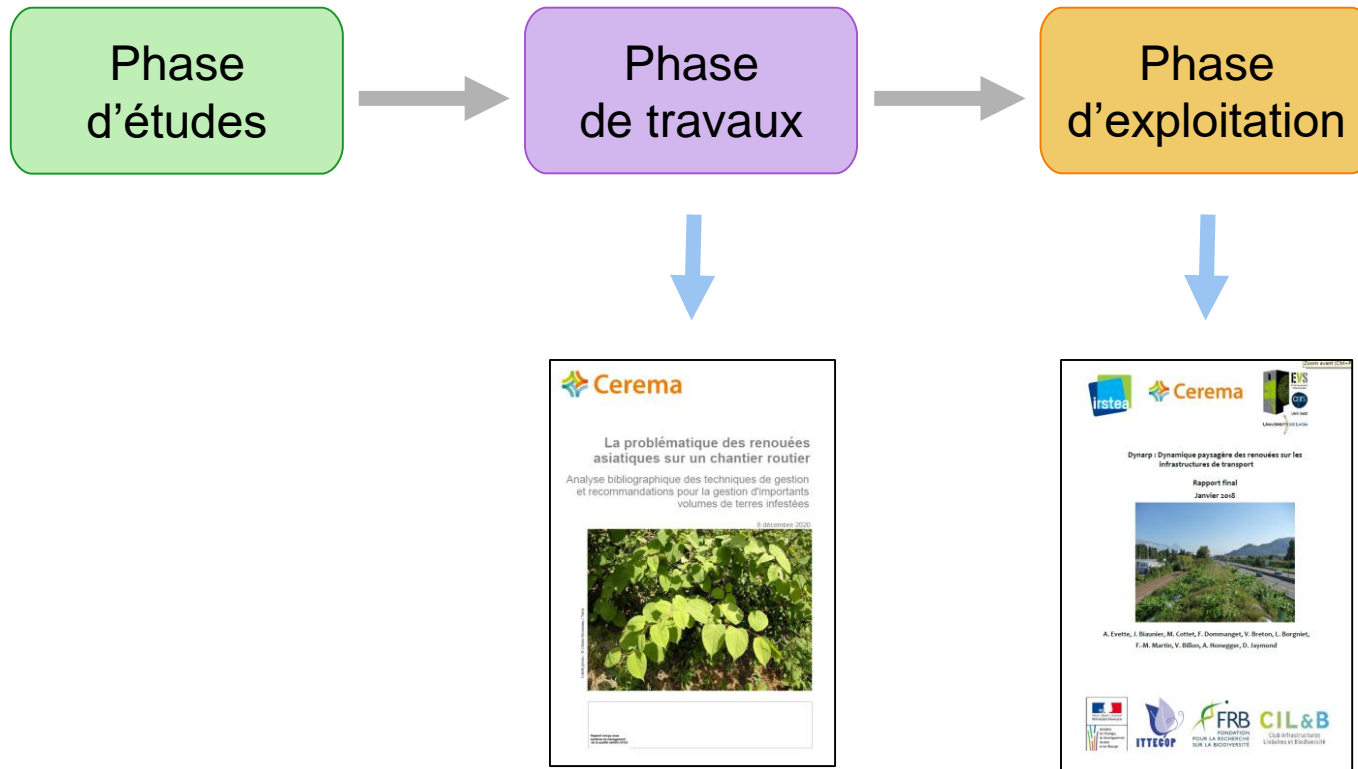 Phase
d’études
Phase
de travaux
Phase
d’exploitation
Cerema
La problématique des renouées
asiatiques sur un chantier routier
Analyse bibliographique des techniques de gestion
et recommandations pour la gestion d'importants
volumes de terres infestées
8 décembre 2020
irstea
Cerema
EVS
cnrs
UNIVERSITÉ DE LYON
Dynarp : Dynamique paysagère des renouées sur les
infrastructures de transport
Rapport final
Janvier 2018
A. Evette, J. Biaunier, M. Cottet, F. Dommanget, V. Breton, L. Borgniet,
F.-M. Martin, V. Billon, A. Honegger, D. Jaymond
ITTECOP
FRB
FONDATION
POUR LA RECHERCHE
SUR LA BIODIVERSITÉ
CIL&B
Club Infrastructures
Linéaires et Biodiversité